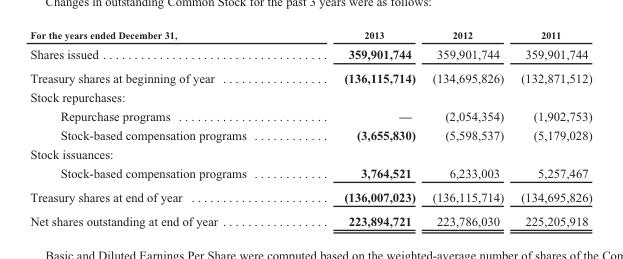 Changes in outstanding Common Stock for the past 3 years were as follows:
For the years ended December 31, 2013 2012 2011
Shares issued ..................................... 359,901,744 359,901,744 359,901,744
Treasury shares at beginning of year ................. (136,115,714) (134,695,826) (132,871,512)
Stock repurchases:
Repurchase programs ........................ — (2,054,354) (1,902,753)
Stock-based compensation programs ............ (3,655,830) (5,598,537) (5,179,028)
Stock issuances:
Stock-based compensation programs ............ 3,764,521 6,233,003 5,257,467
Treasury shares at end of year ...................... (136,007,023) (136,115,714) (134,695,826)
Net shares outstanding at end of year .................. 223,894,721 223,786,030 225,205,918
Basic and Diluted Earnings Per Share were computed based on the weighted-average number of shares of the Com